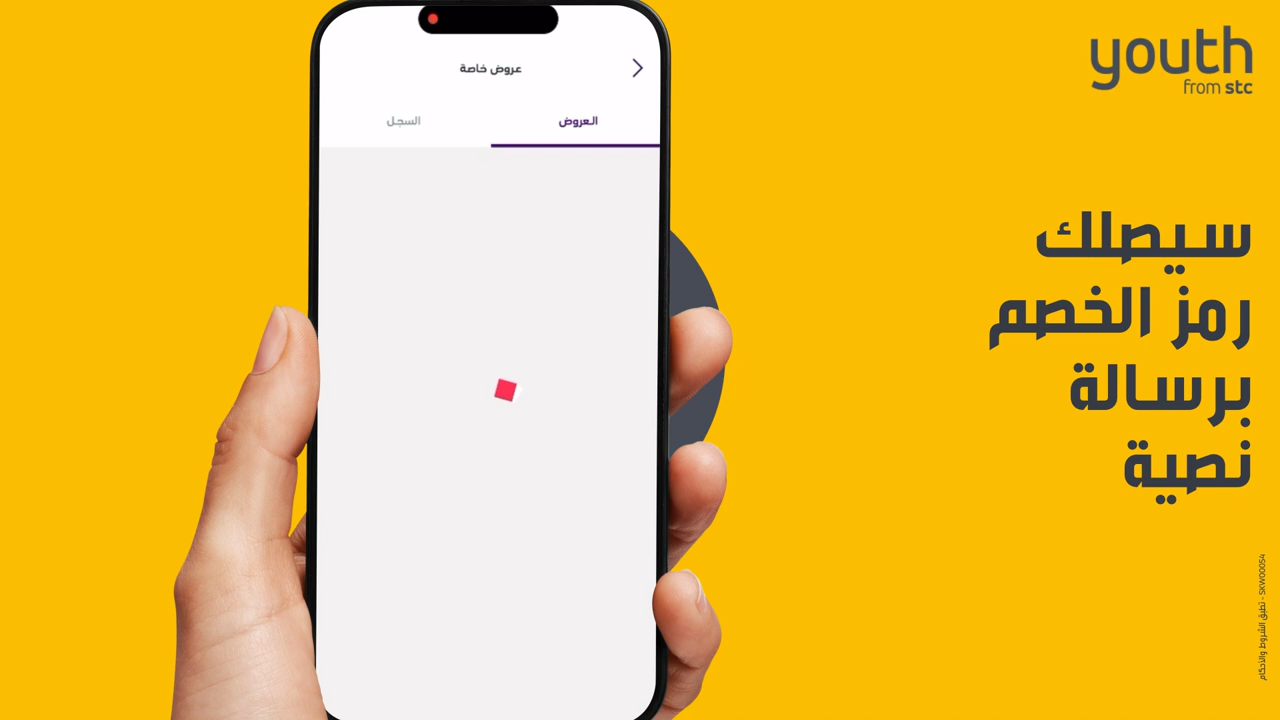 youth
from stc
عروض خاصة
العروض
السجل
سيصلك
رمز الخصم
برسالة
نصية
SKW00054 - تطبق الشروط والأحكام